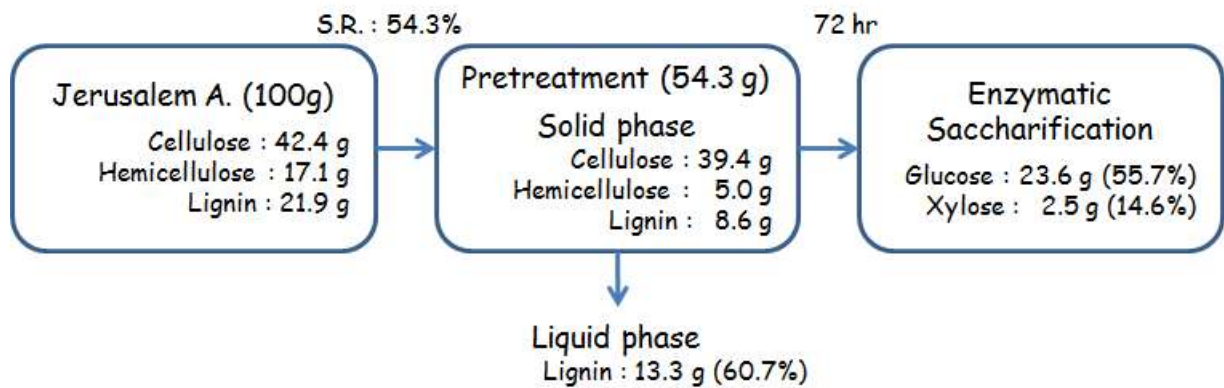 S.R. : 54.3%
72 hr
Jerusalem A. (100g)
Cellulose : 42.4 g
Hemicellulose : 17.1 g
Lignin : 21.9 g
Pretreatment (54.3 g)
Solid phase
Cellulose : 39.4 g
Hemicellulose : 5.0 g
Lignin : 8.6 g
Enzymatic
Saccharification
Glucose : 23.6 g (55.7%)
Xylose : 2.5 g (14.6%)
Liquid phase
Lignin : 13.3 g (60.7%)